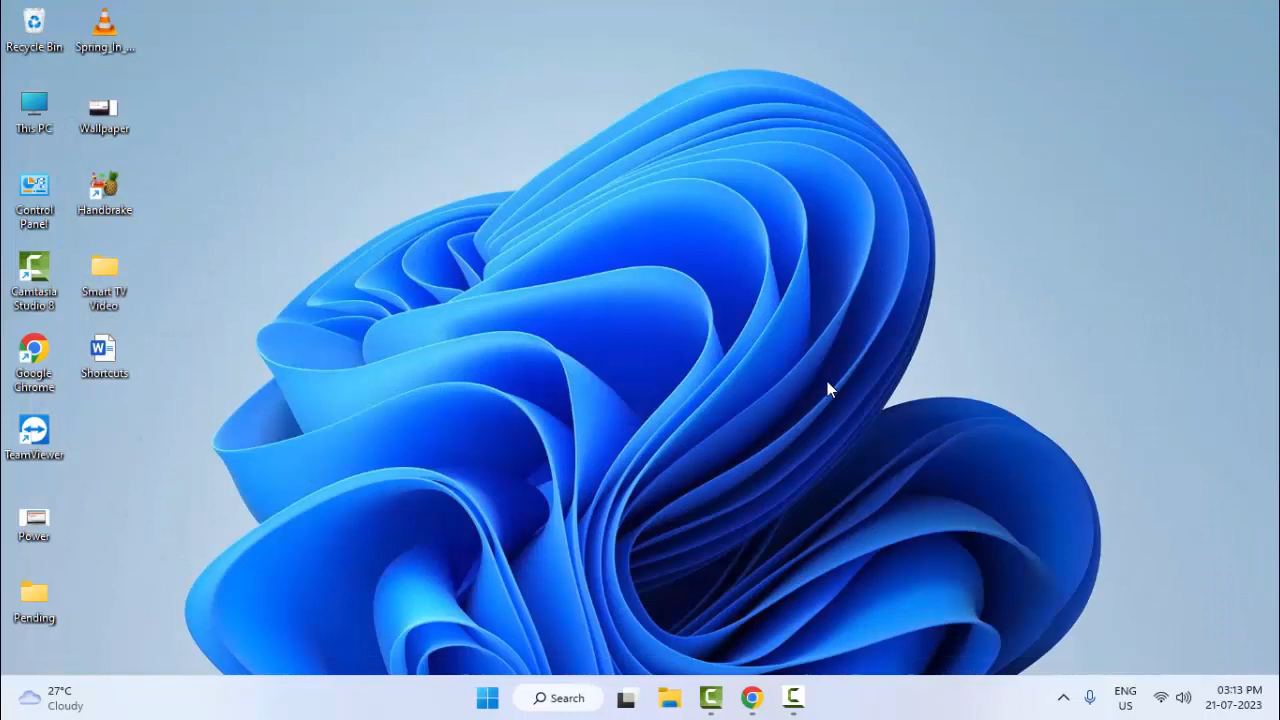 Recycle Bin
Spring_In_...
This PC
Wallpaper
Control
Panel
Handbrake
Camtasia
Studio 8
Smart TV
Video
Google
Chrome
Shortcuts
TeamViewer
Power
Pending
27°C
Cloudy
Search
ENG
US
03:13 PM
21-07-2023